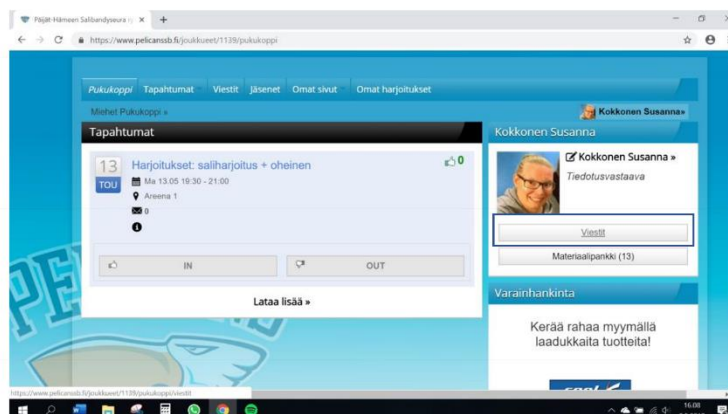 Päijät-Hämeen Salibandyseura ry
https://www.pelicanssb.fi/joukkueet/1139/pukukoppi
Pukukoppi Tapahtumat Viestit Jäsenet Omat sivut Omat harjoitukset
Miehet Pukukoppi »
Kokkonen Susanna»
Tapahtumat
13
TOU
Harjoitukset: saliharjoitus + oheinen
0
Ma 13.05 19:30 - 21:00
Areena 1
0
IN
OUT
Lataa lisää »
Kokkonen Susanna
Kokkonen Susanna »
Tiedotusvastaava
Viestit
Materiaalipankki (13)
Varainhankinta
Kerää rahaa myymällä
laadukkaita tuotteita!
PE
https://www.pelicanssb.fi/joukkueet/1139/pukukoppi/viestit
16.08